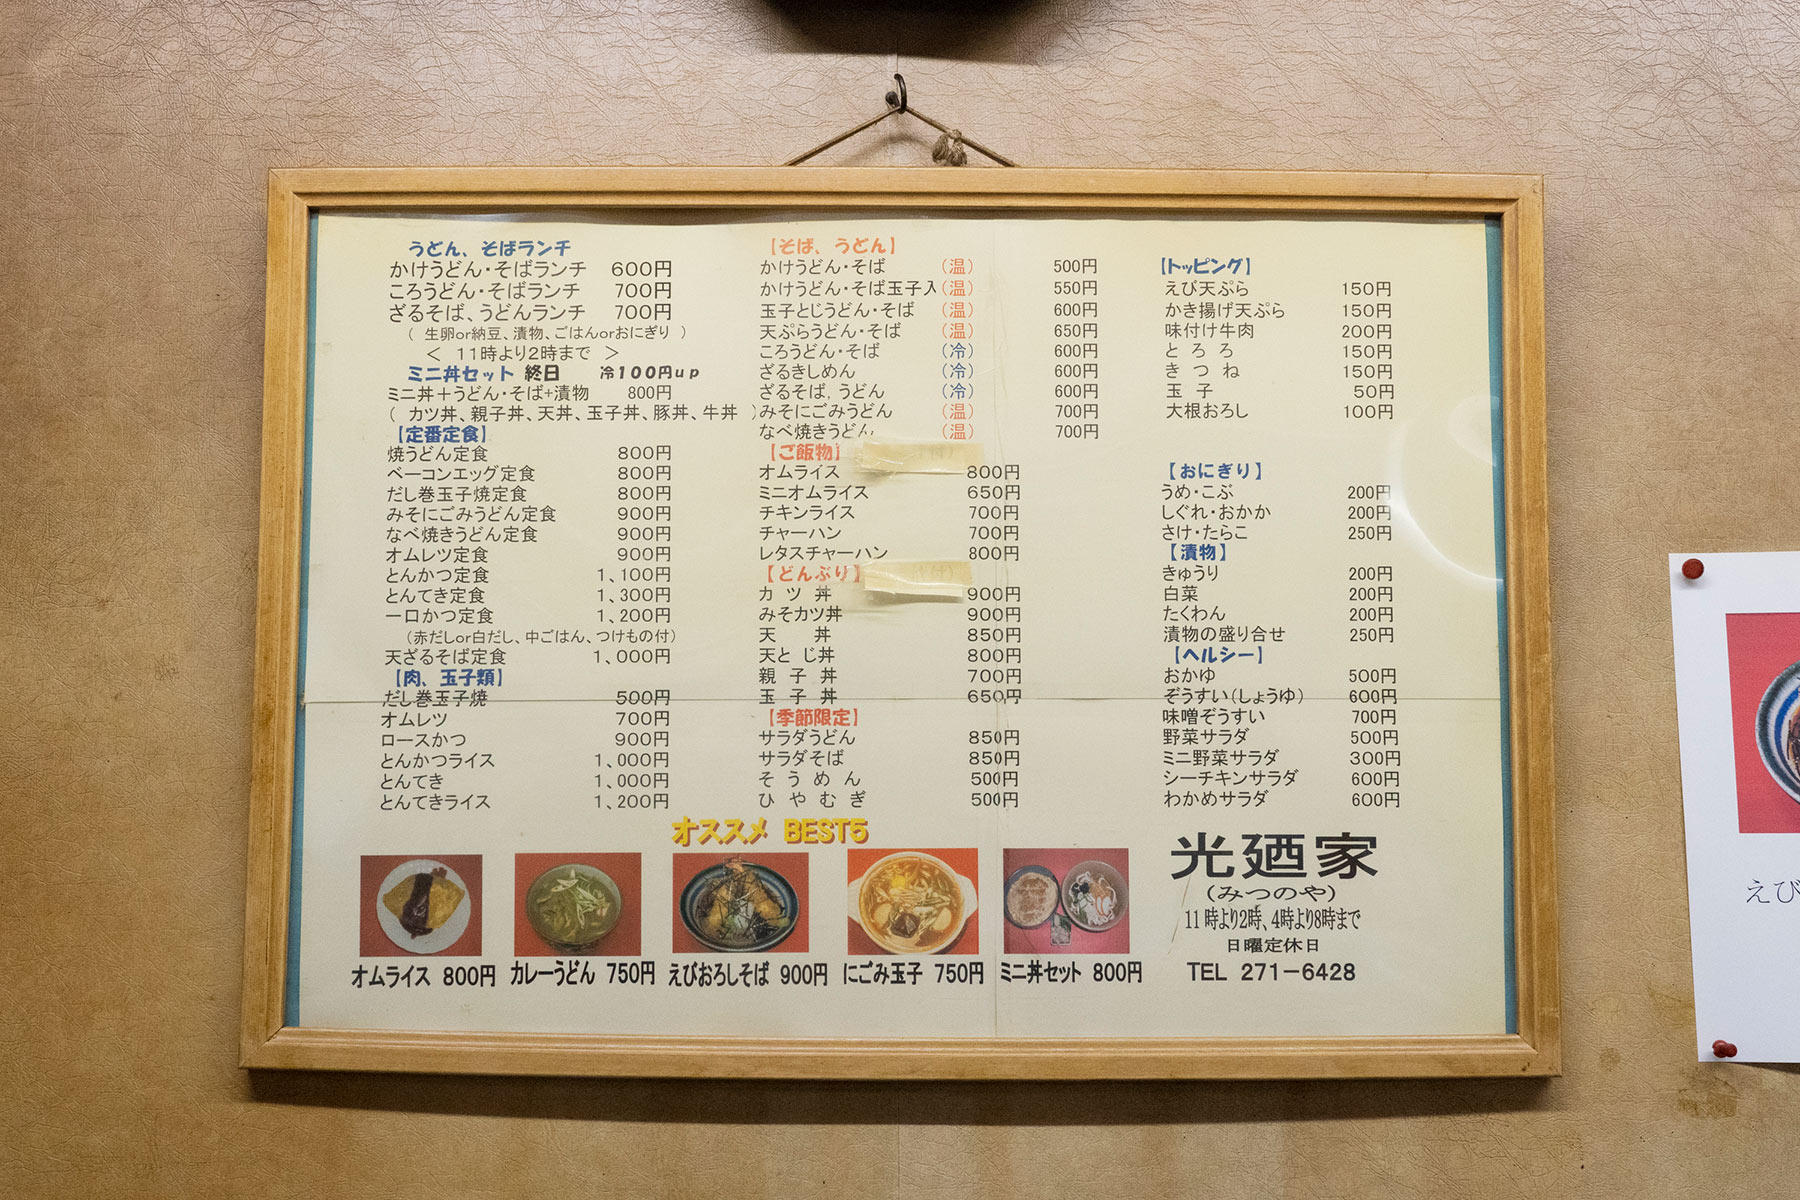 うどん、そばランチ
かけうどん・そばランチ 600円
ころうどん・そばランチ 700円
ざるそば、うどんランチ 700円
( 生卵or納豆、漬物、ごはんorおにぎり )
< 11時より2時まで >
ミニ丼セット 終日 冷100円up
ミニ丼+うどん・そば+漬物 800円
( カツ丼、親子丼、天丼、玉子丼、豚丼、牛丼 )
【定番定食】
焼うどん定食 800円
ベーコンエッグ定食 800円
だし巻玉子焼定食 800円
みそにごみうどん定食 900円
なべ焼きうどん定食 900円
オムレツ定食 900円
とんかつ定食 1,100円
とんてき定食 1,300円
一口かつ定食 1,200円
(赤だしor白だし、中ごはん、つけもの付)
天ざるそば定食 1,000円
【肉、玉子類】
だし巻玉子焼 500円
オムレツ 700円
ロースかつ 900円
とんかつライス 1,000円
とんてき 1,000円
とんてきライス 1,200円
【そば、うどん】
かけうどん・そば (温) 500円
かけうどん・そば玉子入(温) 550円
玉子とじうどん・そば (温) 600円
天ぷらうどん・そば (温) 650円
ころうどん・そば (冷) 600円
ざるきしめん (冷) 600円
ざるそば,うどん (冷) 600円
みそにごみうどん (温) 700円
なべ焼きうどん (温) 700円
【ご飯物】
オムライス 800円
ミニオムライス 650円
チキンライス 700円
チャーハン 700円
レタスチャーハン 800円
【どんぶり】
カツ丼 900円
みそカツ丼 900円
天丼 850円
天とじ丼 800円
親子丼 700円
玉子丼 650円
【季節限定】
サラダうどん 850円
サラダそば 850円
そうめん 500円
ひやむぎ 500円
【トッピング】
えび天ぷら 150円
かき揚げ天ぷら 150円
味付け牛肉 200円
とろろ 150円
きつね 150円
玉子 50円
大根おろし 100円
【おにぎり】
うめ・こぶ 200円
しぐれ・おかか 200円
さけ・たらこ 250円
【漬物】
きゅうり 200円
白菜 200円
たくわん 200円
漬物の盛り合せ 250円
【ヘルシー】
おかゆ 500円
ぞうすい(しょうゆ) 600円
味噌ぞうすい 700円
野菜サラダ 500円
ミニ野菜サラダ 300円
シーチキンサラダ 600円
わかめサラダ 600円
オススメ BEST5
オムライス 800円
カレーうどん 750円
えびおろしそば 900円
にごみ玉子 750円
ミニ丼セット 800円
光廼家
(みつのや)
11時より2時、4時より8時まで
日曜定休日
TEL 271-6428
えび